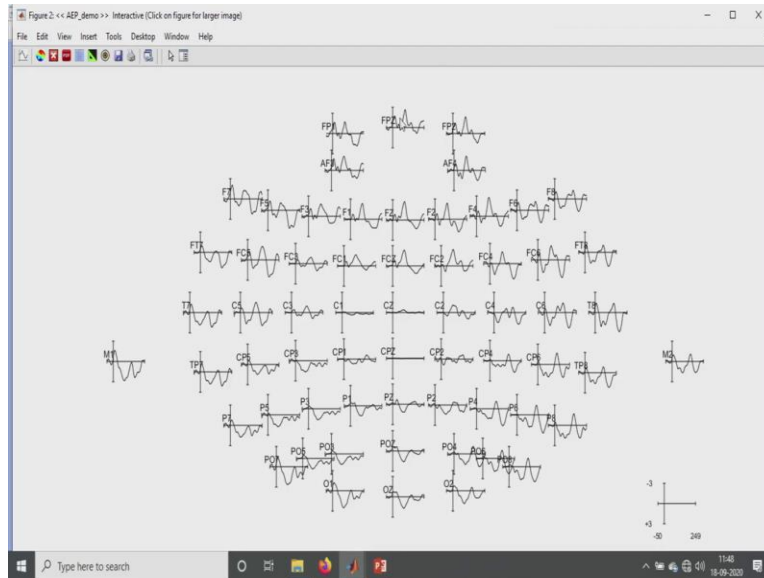 Figure 2: << AEP_demo >> Interactive (Click on figure for larger image)
File Edit View Insert Tools Desktop Window Help
FP1 FPZ FP2
AF3 AF4
F7 F5 F3 F1 FZ F2 F4 F6 F8
FT7 FC5 FC3 FC1 FCZ FC2 FC4 FC6 FT8
T7 C5 C3 C1 CZ C2 C4 C6 T8
M1 TP7 CP5 CP3 CP1 CPZ CP2 CP4 CP6 TP8 M2
P7 P5 P3 P1 PZ P2 P4 P6 P8
PO7 PO5 PO3 POZ PO4 PO6 PO8
O1 OZ O2
-3
+3
-50 249
Type here to search
11:48
18-09-2020